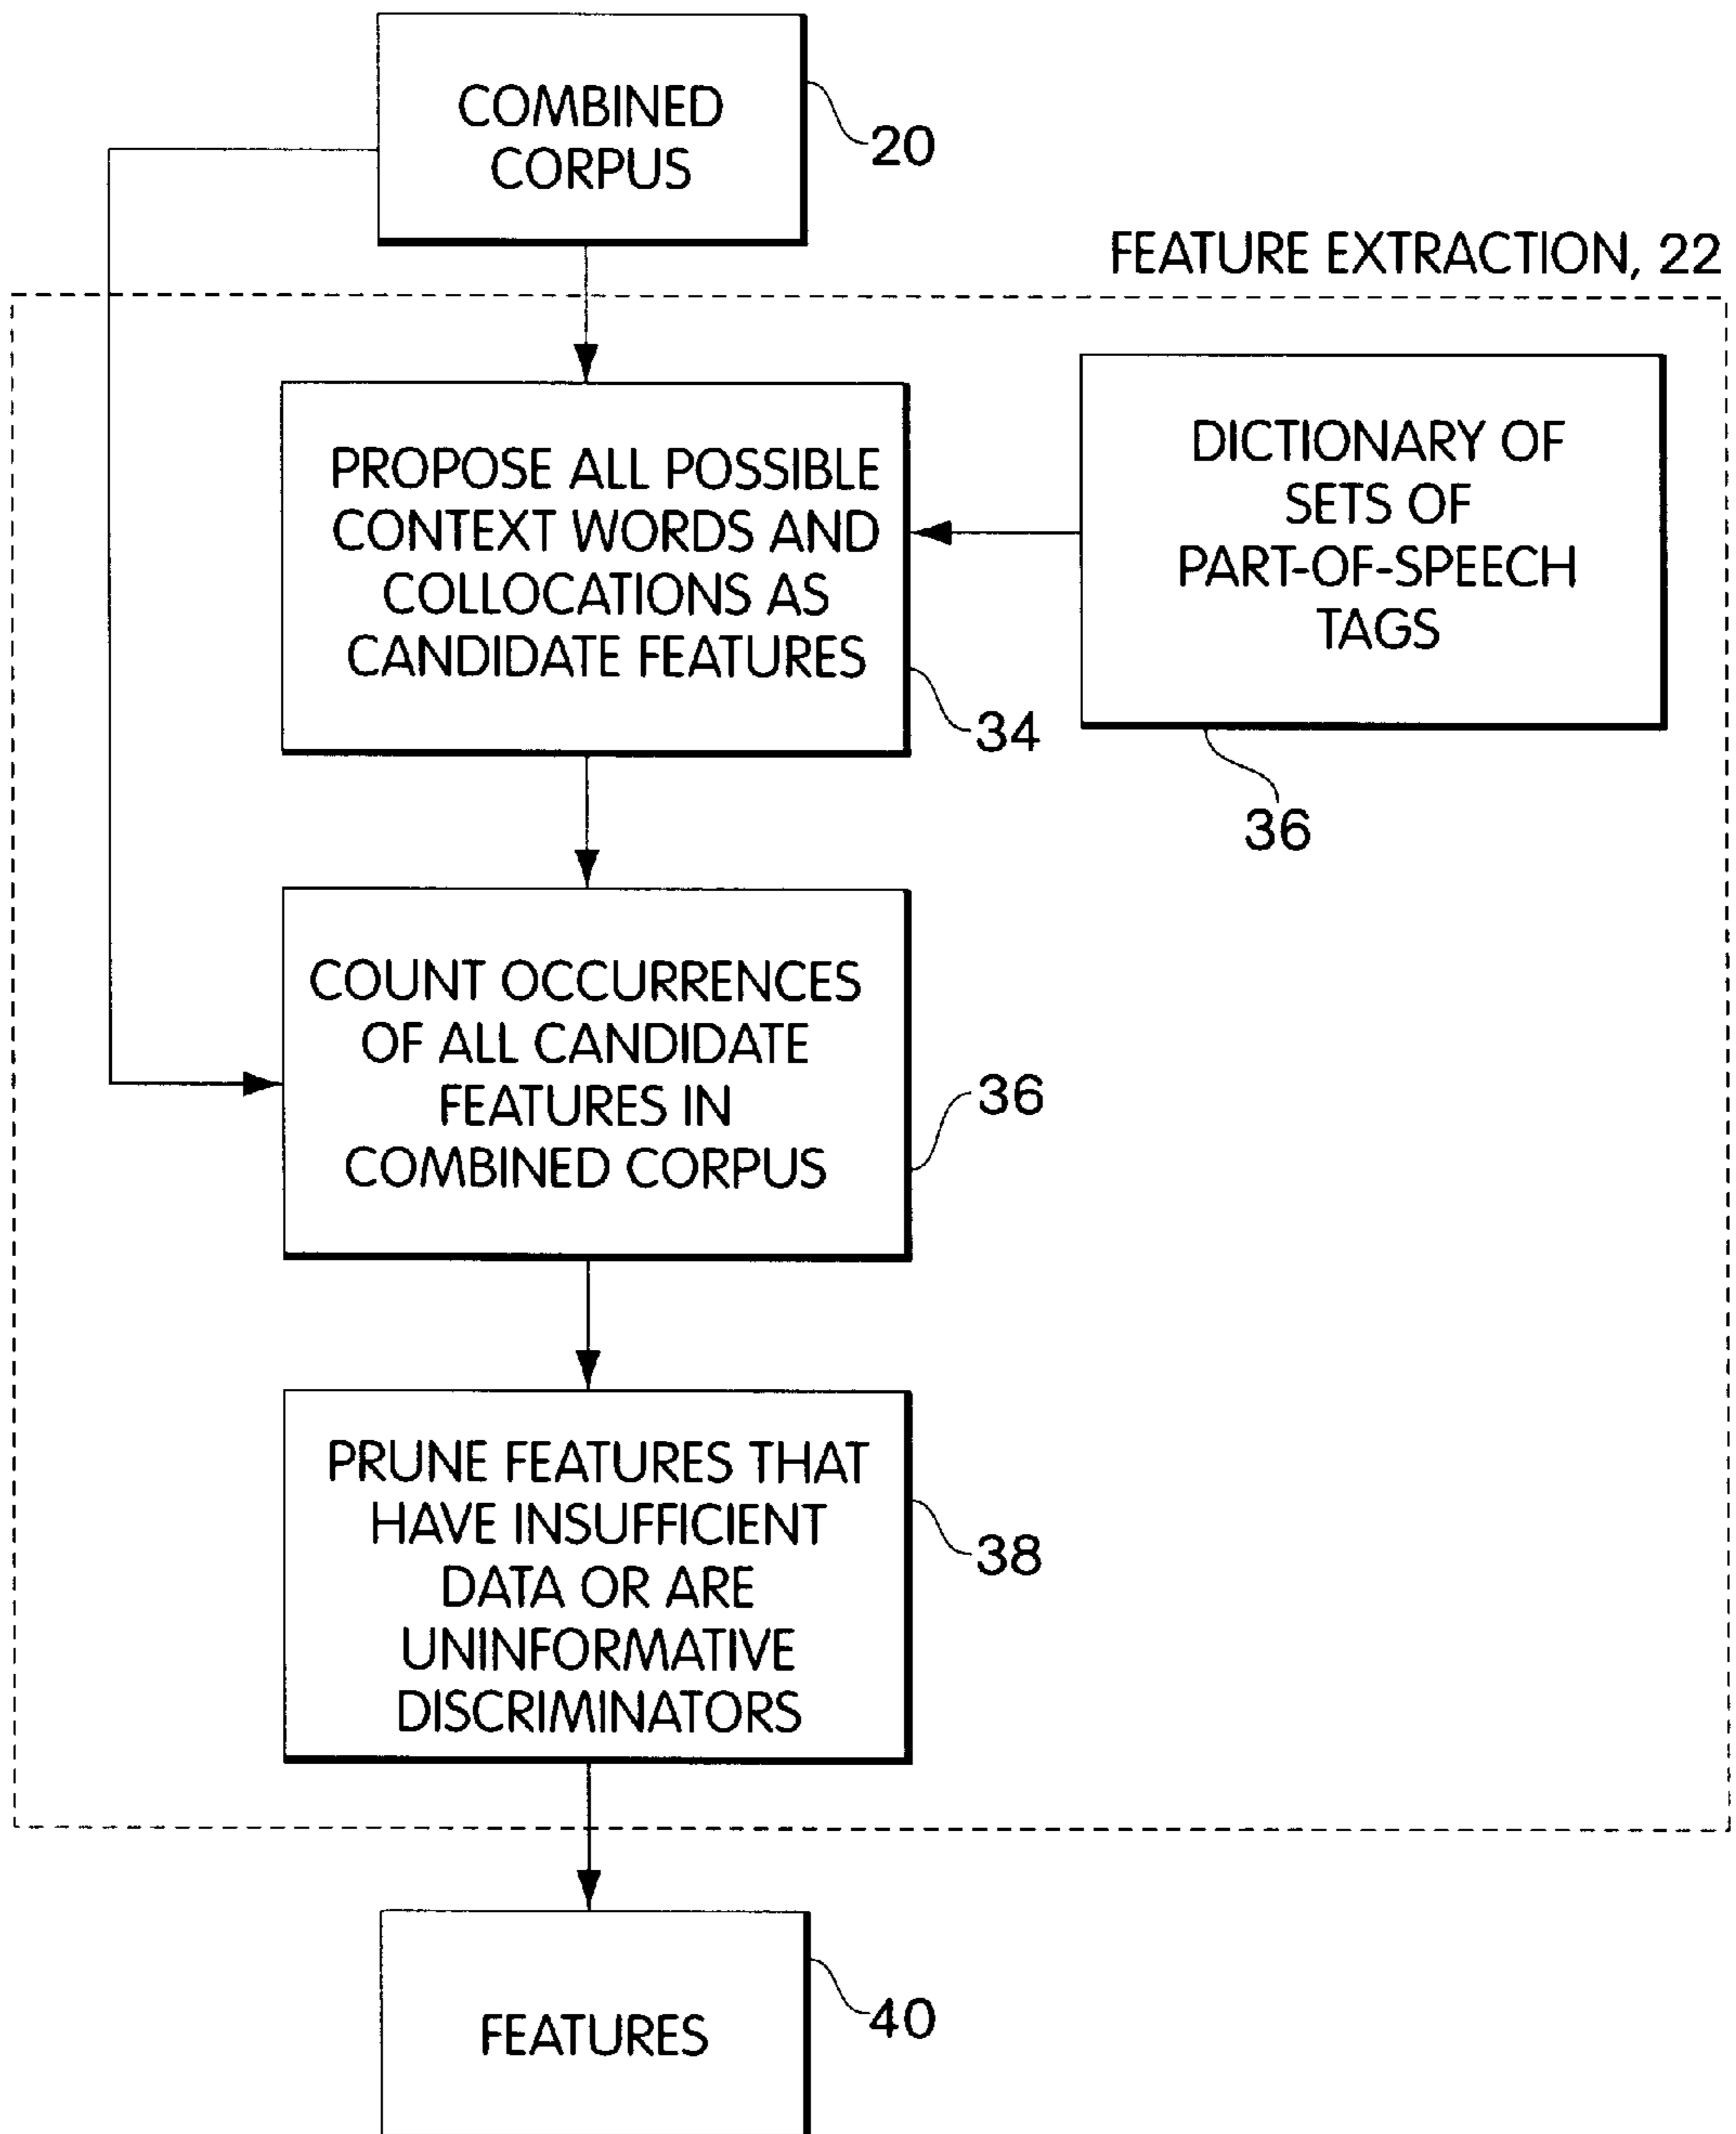 COMBINED
CORPUS
20
FEATURE EXTRACTION, 22
PROPOSE ALL POSSIBLE
CONTEXT WORDS AND
COLLOCATIONS AS
CANDIDATE FEATURES
34
DICTIONARY OF
SETS OF
PART-OF-SPEECH
TAGS
36
COUNT OCCURRENCES
OF ALL CANDIDATE
FEATURES IN
COMBINED CORPUS
36
PRUNE FEATURES THAT
HAVE INSUFFICIENT
DATA OR ARE
UNINFORMATIVE
DISCRIMINATORS
38
FEATURES
40